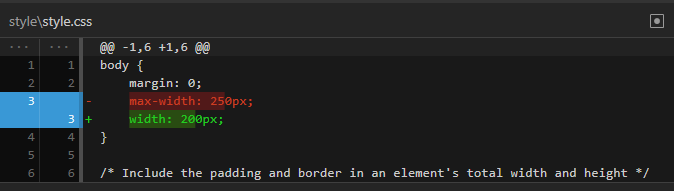 style\style.css
... ... @@ -1,6 +1,6 @@
1 1 body {
2 2 margin: 0;
3 - max-width: 250px;
3 + width: 200px;
4 4 }
5 5
6 6 /* Include the padding and border in an element's total width and height */